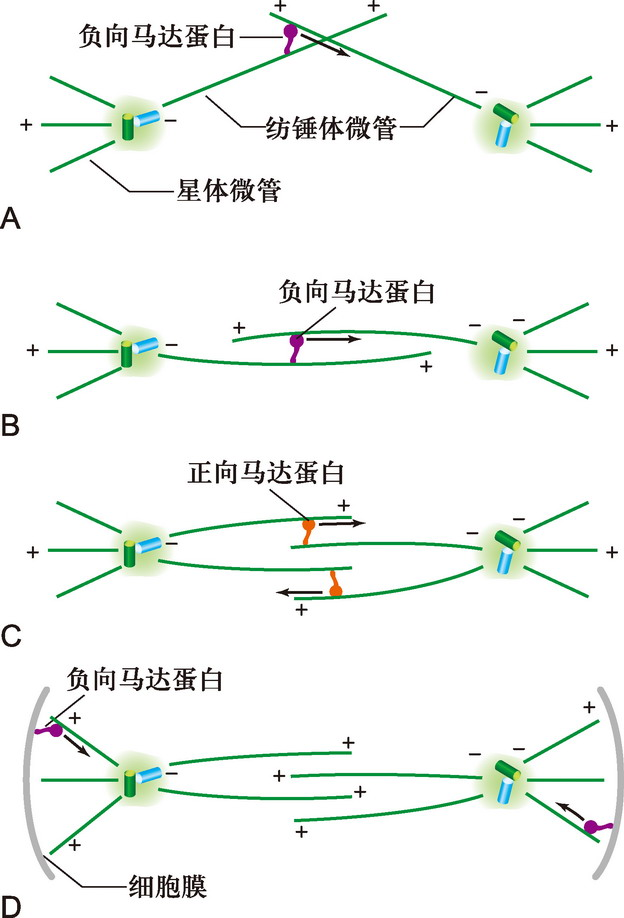 + +
负向马达蛋白
−
+ − 纺锤体微管 +
星体微管
A
负向马达蛋白
+ − −
+ − + +
B
正向马达蛋白
+ − −
+ − +
+
C
负向马达蛋白
+ +
+ − −
− + +
+ +
细胞膜
D